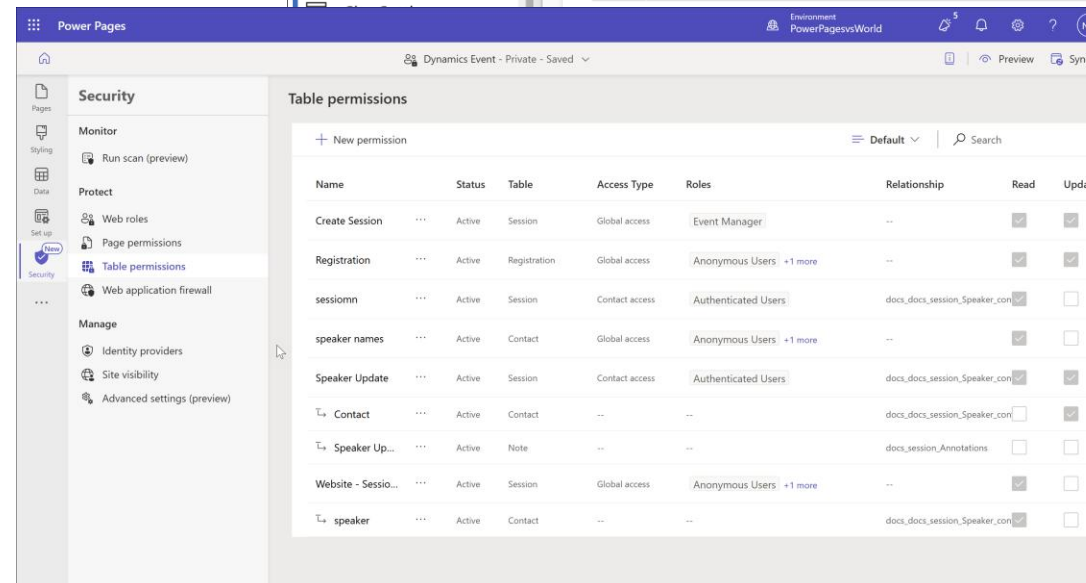 Power Pages
Environment
PowerPagesvsWorld
5
?
Dynamics Event - Private - Saved
Preview
Syn
Pages
Styling
Data
Set up
New
Security
Security
Monitor
Run scan (preview)
Protect
Web roles
Page permissions
Table permissions
Web application firewall
Manage
Identity providers
Site visibility
Advanced settings (preview)
Table permissions
New permission
Default
Search
Name Status Table Access Type Roles Relationship Read Upda
Create Session ... Active Session Global access Event Manager --
Registration ... Active Registration Global access Anonymous Users +1 more --
sessiomn ... Active Session Contact access Authenticated Users docs_docs_session_Speaker_con
speaker names ... Active Contact Global access Anonymous Users +1 more --
Speaker Update ... Active Session Contact access Authenticated Users docs_docs_session_Speaker_con
Contact ... Active Contact -- -- docs_docs_session_Speaker_con
Speaker Up... ... Active Note -- -- docs_session_Annotations
Website - Sessio... ... Active Session Global access Anonymous Users +1 more --
speaker ... Active Contact -- -- docs_docs_session_Speaker_con